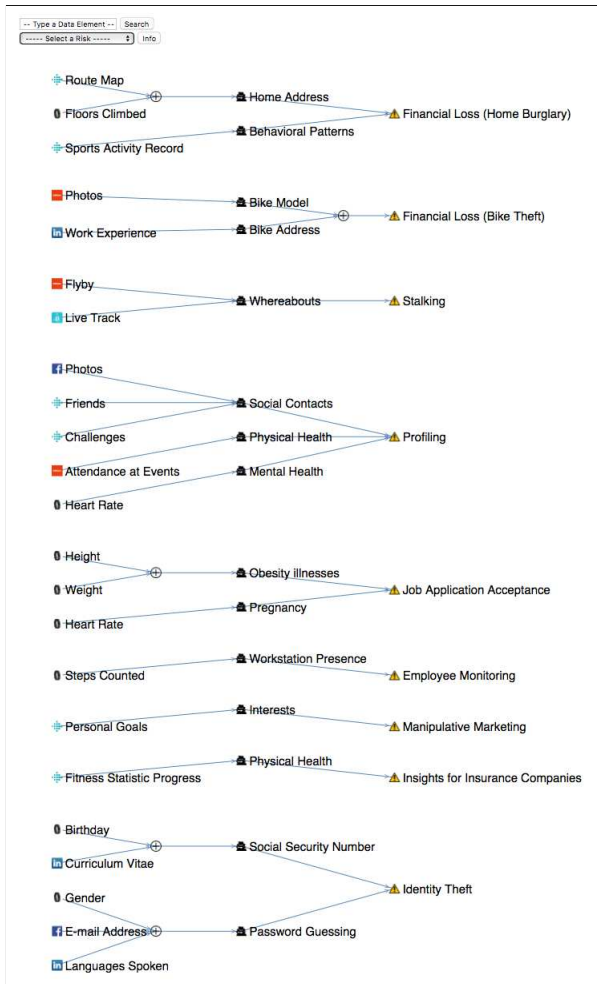 -- Type a Data Element -- Search
----- Select a Risk ----- Info
Route Map
Home Address
Floors Climbed
Financial Loss (Home Burglary)
Behavioral Patterns
Sports Activity Record
Photos
Bike Model
Financial Loss (Bike Theft)
Work Experience
Bike Address
Flyby
Whereabouts
Stalking
Live Track
Photos
Friends
Social Contacts
Challenges
Physical Health
Profiling
Attendance at Events
Mental Health
Heart Rate
Height
Obesity illnesses
Weight
Job Application Acceptance
Pregnancy
Heart Rate
Workstation Presence
Steps Counted
Employee Monitoring
Interests
Personal Goals
Manipulative Marketing
Physical Health
Fitness Statistic Progress
Insights for Insurance Companies
Birthday
Social Security Number
Curriculum Vitae
Identity Theft
Gender
E-mail Address
Password Guessing
Languages Spoken